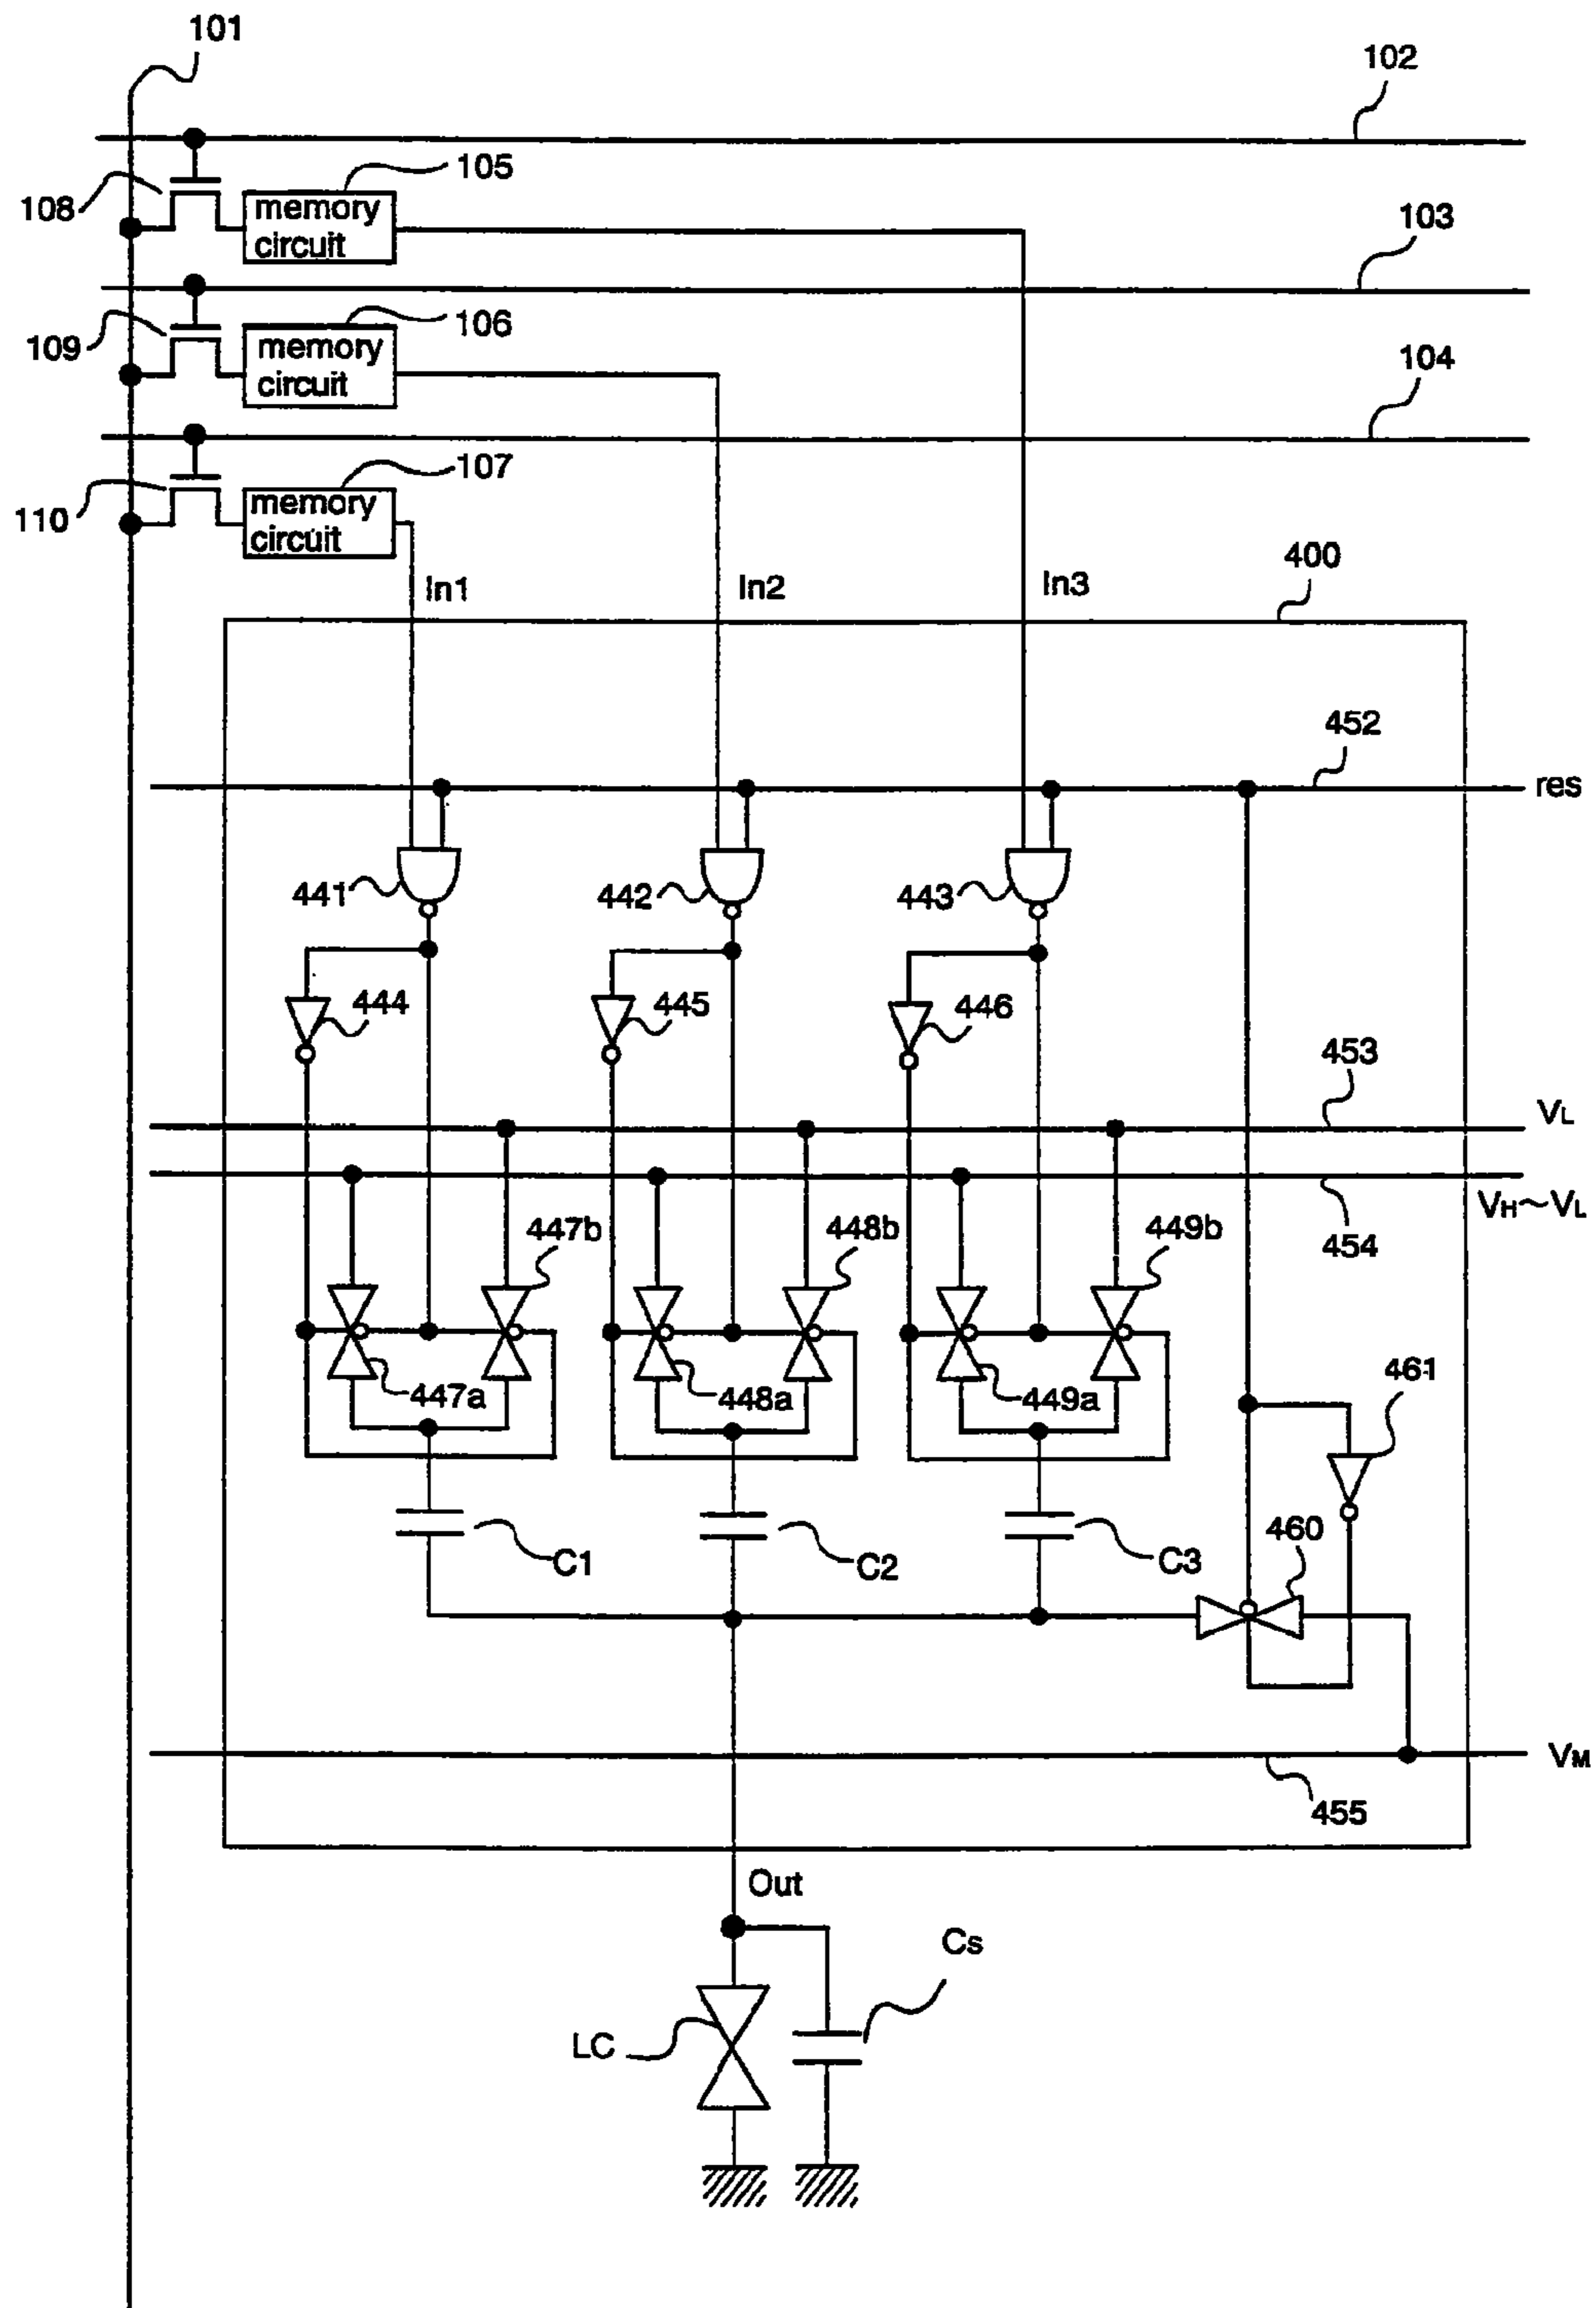 101
102
105
108
memory
circuit
103
106
109
memory
circuit
104
107
110
memory
circuit
400
In1
In2
In3
452
res
441
442
443
444
445
446
453
VL
VH~VL
454
447b
448b
449b
447a
448a
449a
461
460
C1
C2
C3
VM
455
Out
Cs
LC